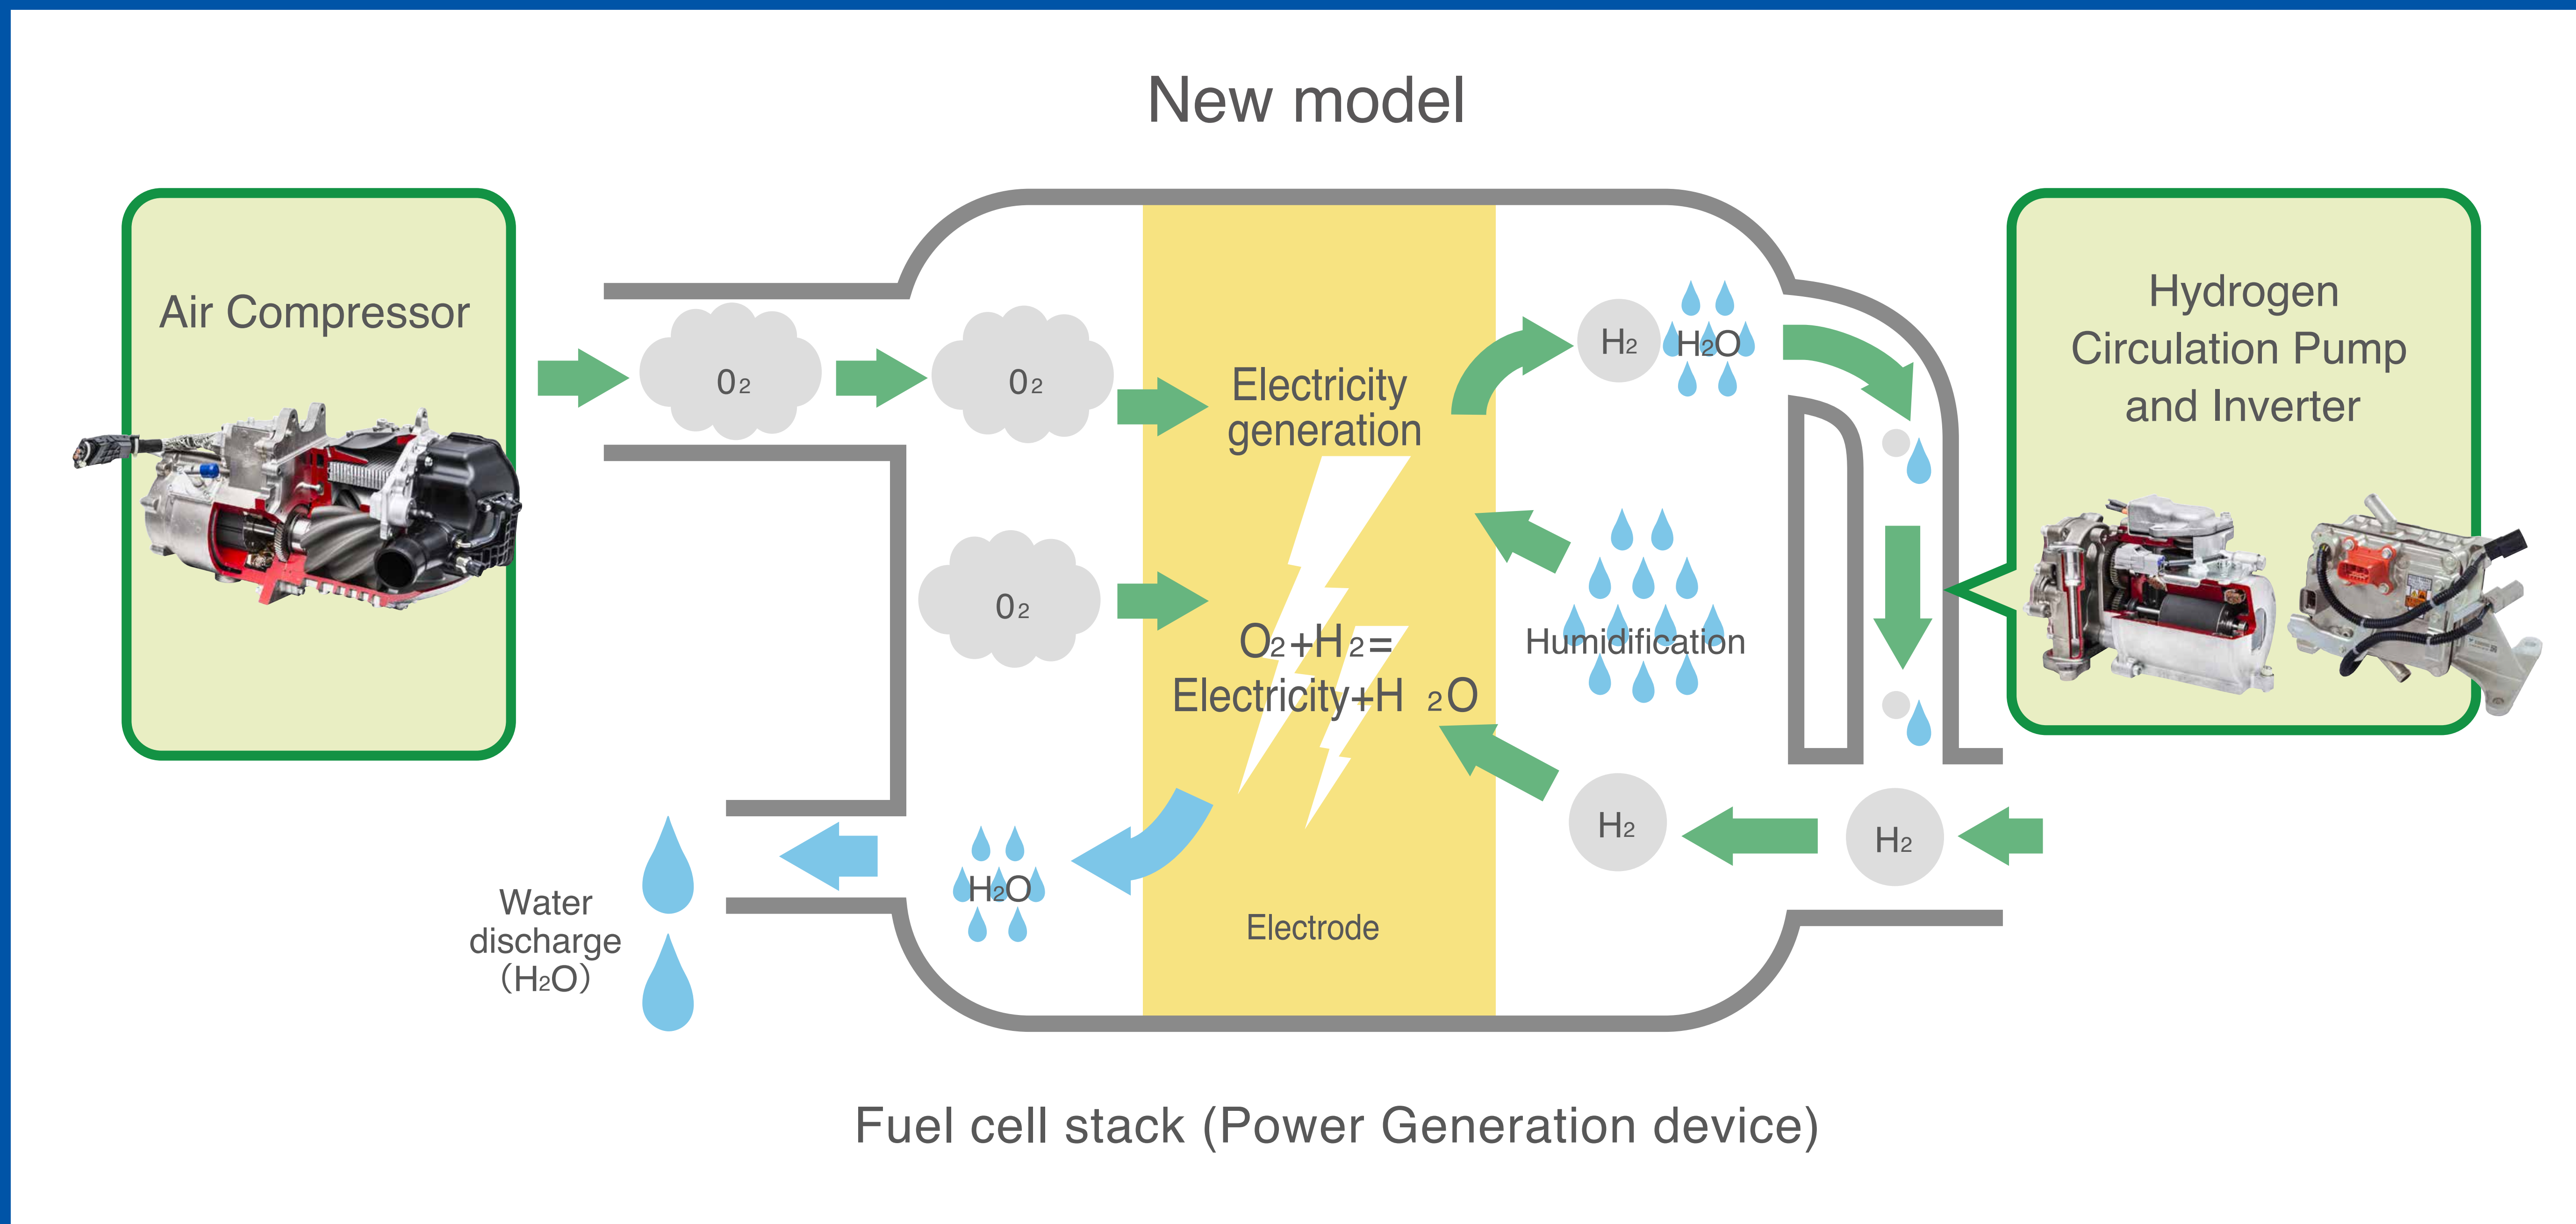 New model
Air Compressor
Hydrogen
Circulation Pump
and Inverter
O2
O2
Electricity
generation
H2
H2O
O2
O2+H2=
Electricity+H 2O
Humidification
H2
H2
H2O
Water
discharge
(H2O)
Electrode
Fuel cell stack (Power Generation device)